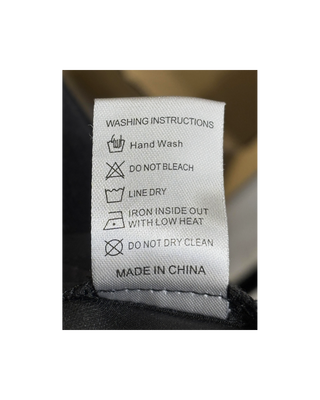 WASHING INSTRUCTIONS
Hand Wash
DO NOT BLEACH
LINE DRY
IRON INSIDE OUT
WITH LOW HEAT
DO NOT DRY CLEAN
MADE IN CHINA